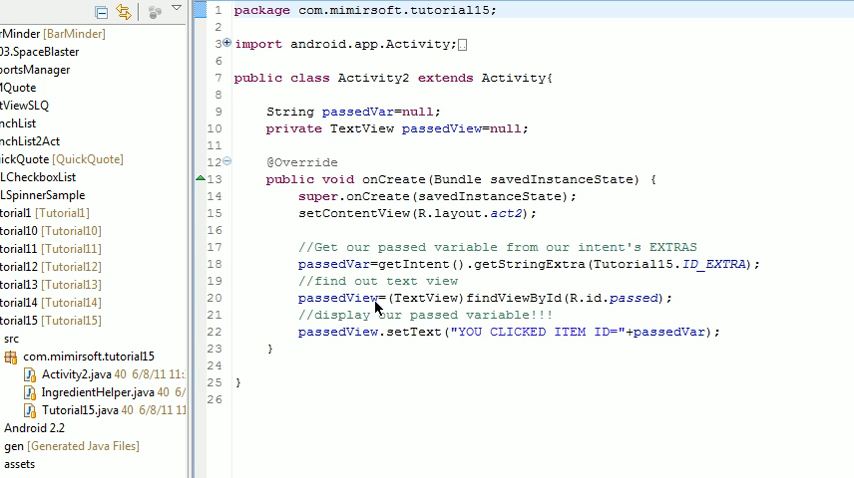 rMinder [BarMinder]
03.SpaceBlaster
ortsManager
MQuote
tViewSLQ
nchList
nchList2Act
uickQuote [QuickQuote]
LCheckboxList
LSpinnerSample
torial1 [Tutorial1]
torial10 [Tutorial10]
torial11 [Tutorial11]
torial12 [Tutorial12]
torial13 [Tutorial13]
torial14 [Tutorial14]
torial15 [Tutorial15]
src
com.mimirsoft.tutorial15
Activity2.java 40 6/8/11 11:
IngredientHelper.java 40 6/
Tutorial15.java 40 6/8/11 11
Android 2.2
gen [Generated Java Files]
assets
1 package com.mimirsoft.tutorial15;
2
3 import android.app.Activity;
6
7 public class Activity2 extends Activity{
8
9 String passedVar=null;
10 private TextView passedView=null;
11
12 @Override
13 public void onCreate(Bundle savedInstanceState) {
14 super.onCreate(savedInstanceState);
15 setContentView(R.layout.act2);
16
17 //Get our passed variable from our intent's EXTRAS
18 passedVar=getIntent().getStringExtra(Tutorial15.ID_EXTRA);
19 //find out text view
20 passedView=(TextView)findViewById(R.id.passed);
21 //display our passed variable!!!
22 passedView.setText("YOU CLICKED ITEM ID="+passedVar);
23 }
24
25 }
26